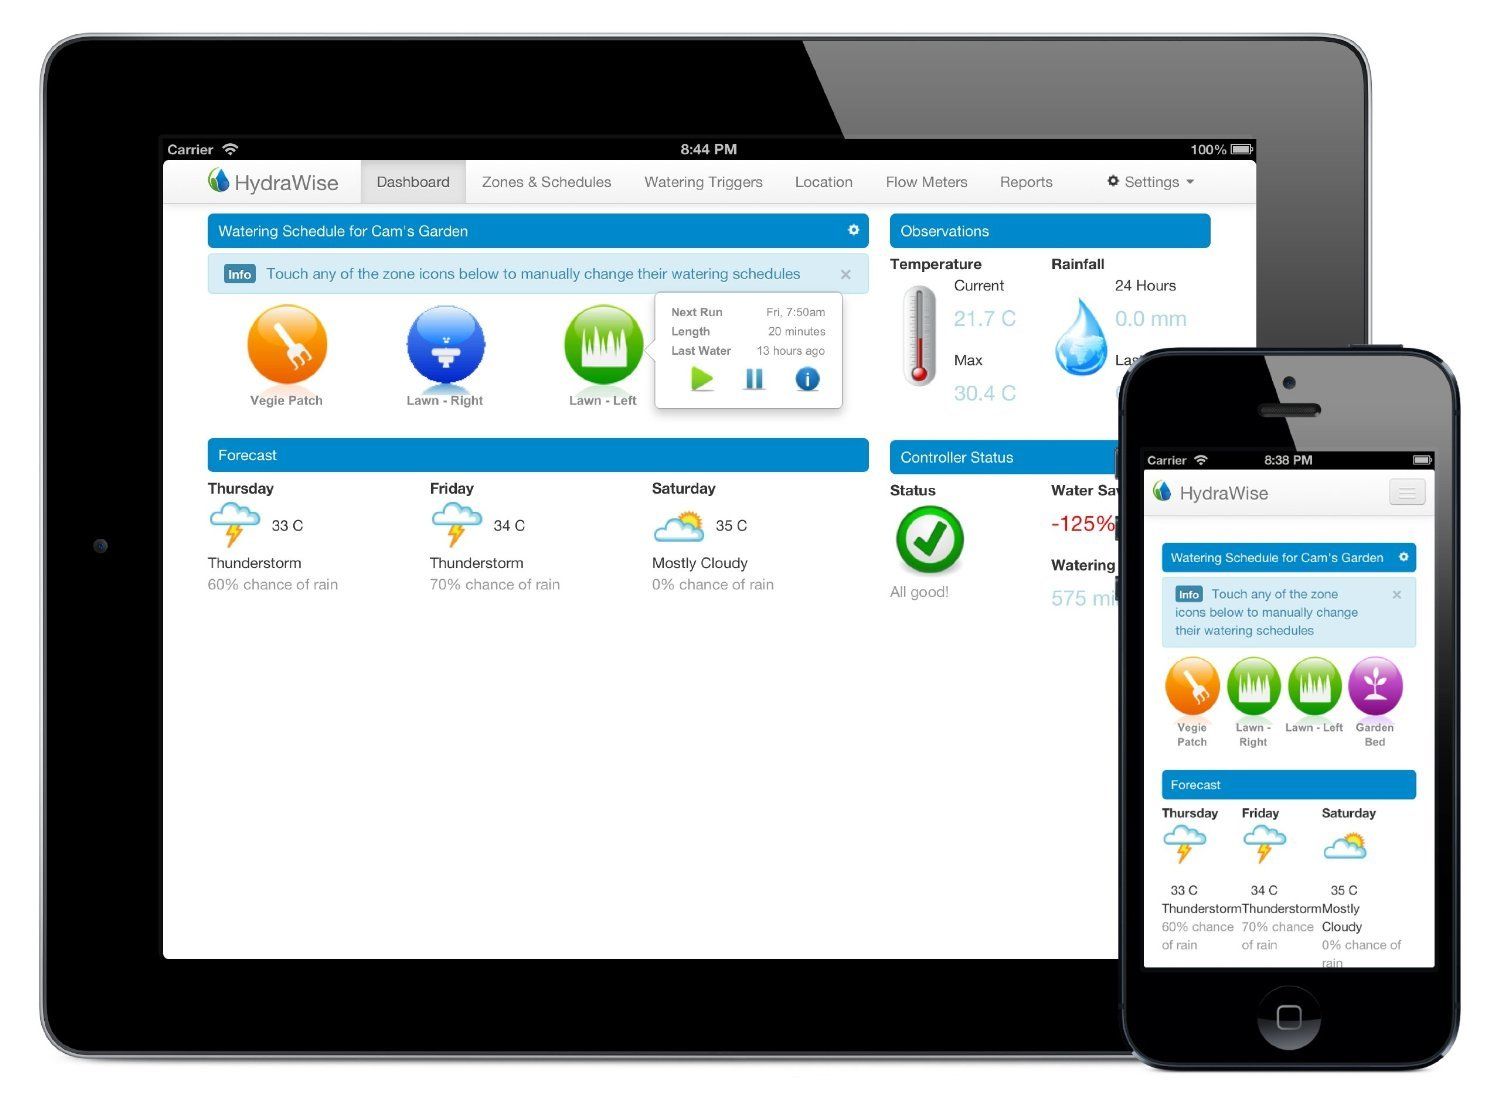 Carrier 8:44 PM 100%
HydraWise Dashboard Zones & Schedules Watering Triggers Location Flow Meters Reports Settings
Watering Schedule for Cam's Garden
Info Touch any of the zone icons below to manually change their watering schedules ×
Vegie Patch
Lawn - Right
Lawn - Left
Next Run Fri, 7:50am
Length 20 minutes
Last Water 13 hours ago
Observations
Temperature
Current
21.7 C
Max
30.4 C
Rainfall
24 Hours
0.0 mm
Forecast
Thursday
33 C
Thunderstorm
60% chance of rain
Friday
34 C
Thunderstorm
70% chance of rain
Saturday
35 C
Mostly Cloudy
0% chance of rain
Controller Status
Status
All good!
Water
-125%
Watering
575
Carrier 8:38 PM
HydraWise
Watering Schedule for Cam's Garden
Info Touch any of the zone
icons below to manually change
their watering schedules
×
Vegie
Patch
Lawn -
Right
Lawn - Left
Garden
Bed
Forecast
Thursday
33 C
Thunderstorm
60% chance
of rain
Friday
34 C
Thunderstorm
70% chance
of rain
Saturday
35 C
Mostly
Cloudy
0% chance of
rain